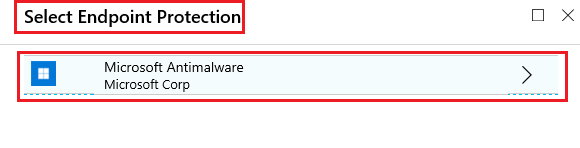 Select Endpoint Protection
Microsoft Antimalware
Microsoft Corp